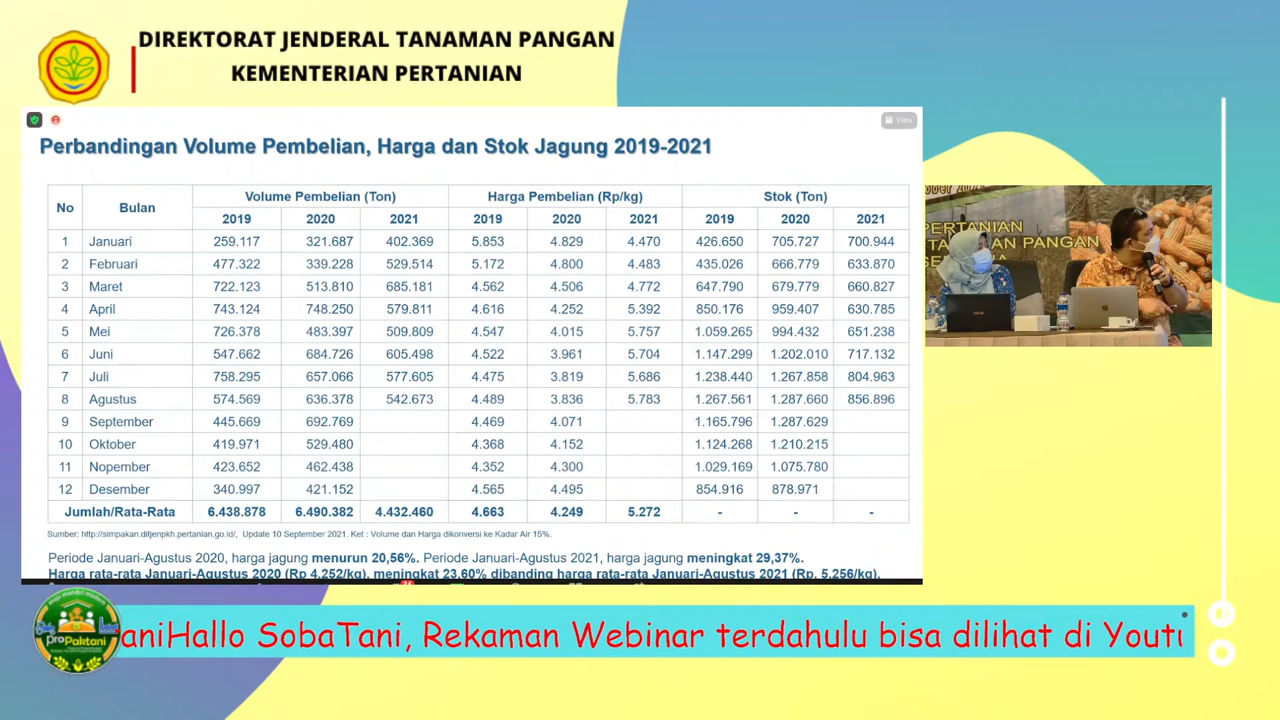 DIREKTORAT JENDERAL TANAMAN PANGAN
KEMENTERIAN PERTANIAN
View
Perbandingan Volume Pembelian, Harga dan Stok Jagung 2019-2021
No Bulan Volume Pembelian (Ton) Harga Pembelian (Rp/kg) Stok (Ton)
2019 2020 2021 2019 2020 2021 2019 2020 2021
1 Januari 259.117 321.687 402.369 5.853 4.829 4.470 426.650 705.727 700.944
2 Februari 477.322 339.228 529.514 5.172 4.800 4.483 435.026 666.779 633.870
3 Maret 722.123 513.810 685.181 4.562 4.506 4.772 647.790 679.779 660.827
4 April 743.124 748.250 579.811 4.616 4.252 5.392 850.176 959.407 630.785
5 Mei 726.378 483.397 509.809 4.547 4.015 5.757 1.059.265 994.432 651.238
6 Juni 547.662 684.726 605.498 4.522 3.961 5.704 1.147.299 1.202.010 717.132
7 Juli 758.295 657.066 577.605 4.475 3.819 5.686 1.238.440 1.267.858 804.963
8 Agustus 574.569 636.378 542.673 4.489 3.836 5.783 1.267.561 1.287.660 856.896
9 September 445.669 692.769 4.469 4.071 1.165.796 1.287.629
10 Oktober 419.971 529.480 4.368 4.152 1.124.268 1.210.215
11 Nopember 423.652 462.438 4.352 4.300 1.029.169 1.075.780
12 Desember 340.997 421.152 4.565 4.495 854.916 878.971
Jumlah/Rata-Rata 6.438.878 6.490.382 4.432.460 4.663 4.249 5.272 - - -
Sumber: http://simpakan.ditjenpkh.pertanian.go.id/, Update 10 September 2021. Ket : Volume dan Harga dikonversi ke Kadar Air 15%.
Periode Januari-Agustus 2020, harga jagung menurun 20,56%. Periode Januari-Agustus 2021, harga jagung meningkat 29,37%.
Harga rata-rata Januari-Agustus 2020 (Rp 4.252/kg), meningkat 23,60% dibanding harga rata-rata Januari-Agustus 2021 (Rp. 5.256/kg).
PERTANIAN
PANGAN
proPaktani
aniHallo SobaTani, Rekaman Webinar terdahulu bisa dilihat di Youtu